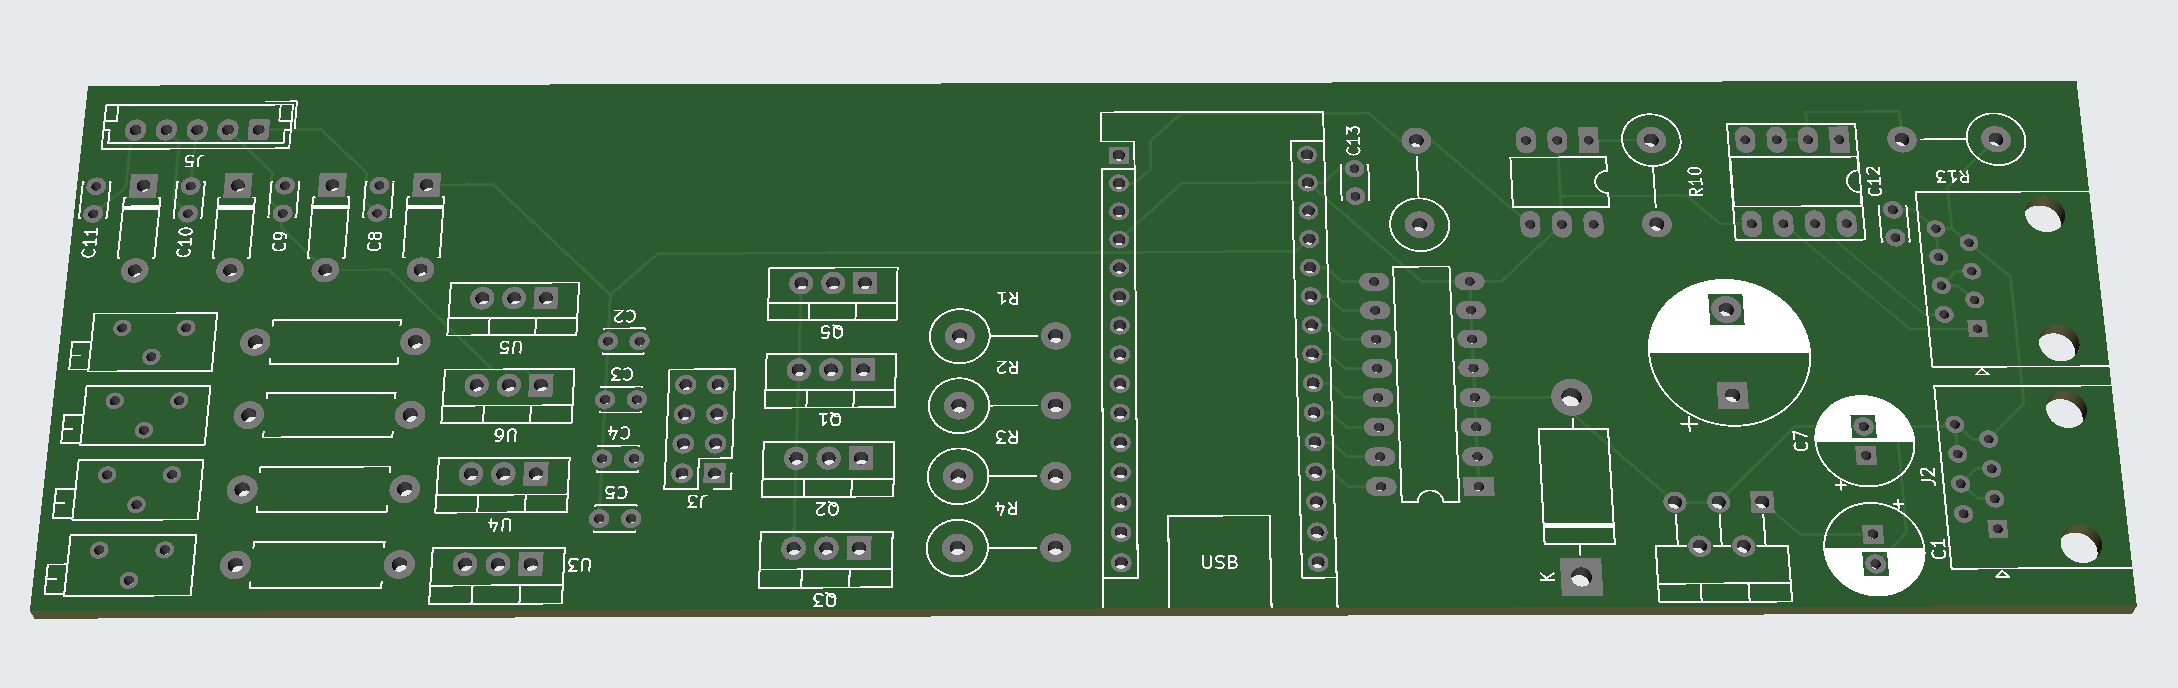 J5
C13
R10
C12
R13
C11
C10
C9
C8
R1
C2
Q5
U5
R2
C3
Q1
U6
C4
R3
C7
J2
C5
J3
Q2
R4
U4
C1
U3
USB
K
Q3
+
+
+